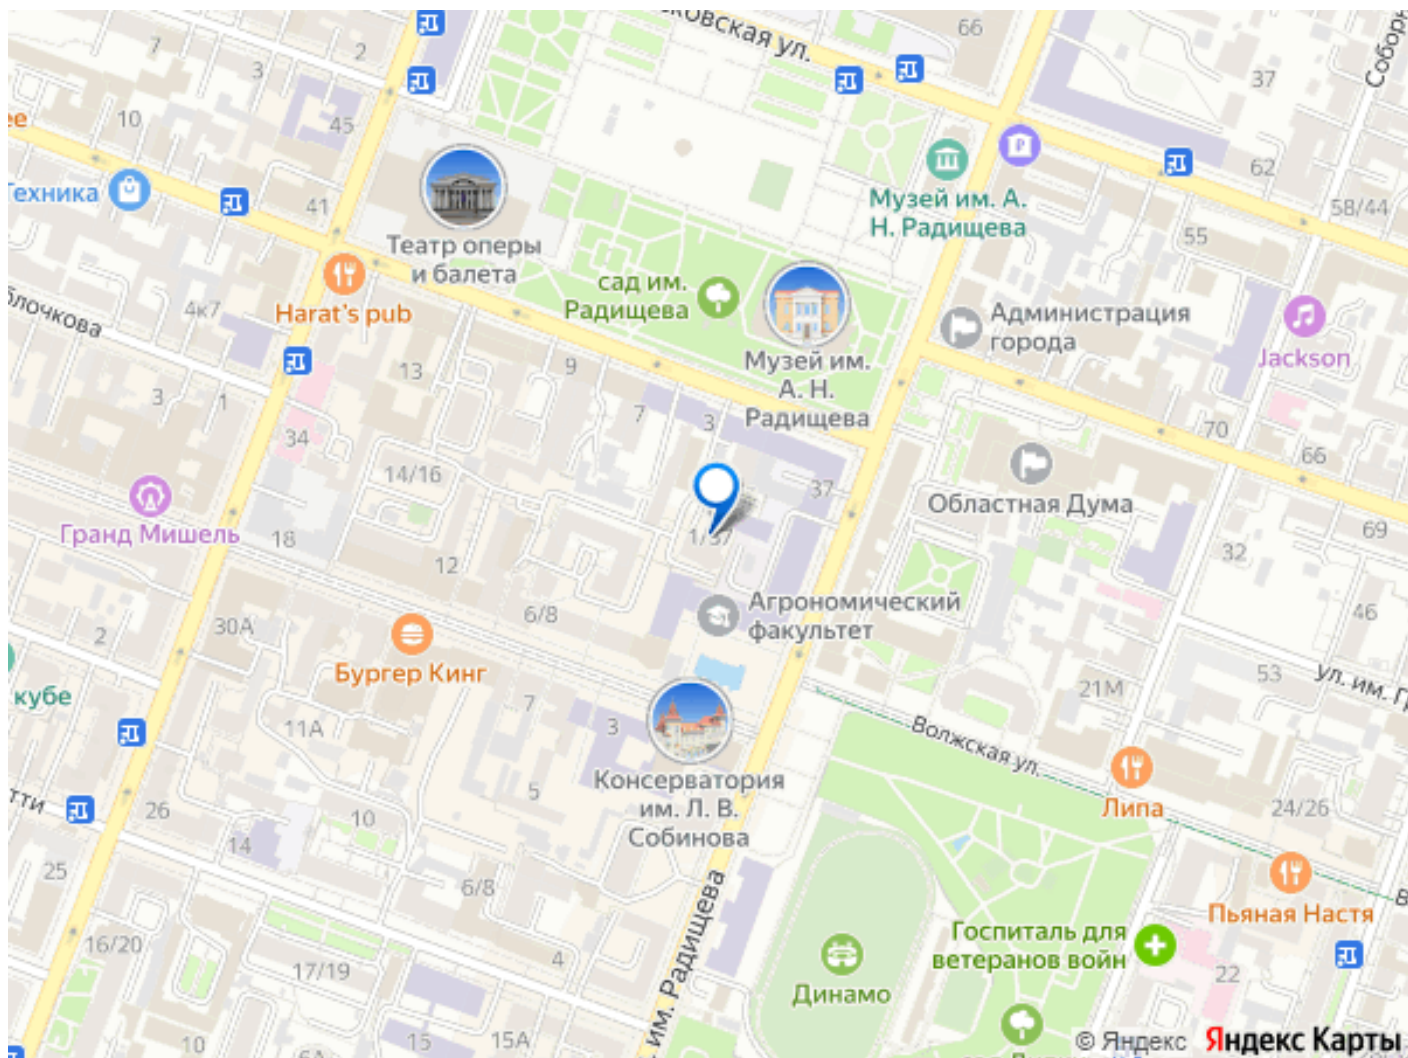 ковская ул.
66
7
2
3
37
Соборн
ее
10
45
62
Техника
Музей им. А.
Н. Радищева
58/44
41
55
Театр оперы
и балета
сад им.
Радищева
блочкова
4к7
Harat's pub
Администрация
города
Jackson
Музей им.
А. Н.
Радищева
13
9
3
1
7
3
70
34
66
14/16
37
Гранд Мишель
Областная Дума
18
1/37
69
32
12
6/8
Агрономический
факультет
46
2
30А
Бургер Кинг
53
ул. им. Г
кубе
7
21М
11А
3
Волжская ул.
Консерватория
им. Л. В.
Собинова
5
Липа
тти
26
10
24/26
14
25
6/8
им. Радищева
В
Пьяная Настя
Госпиталь для
ветеранов войн
16/20
17/19
4
22
Динамо
10
6А
15
15А
© Яндекс Яндекс Карты